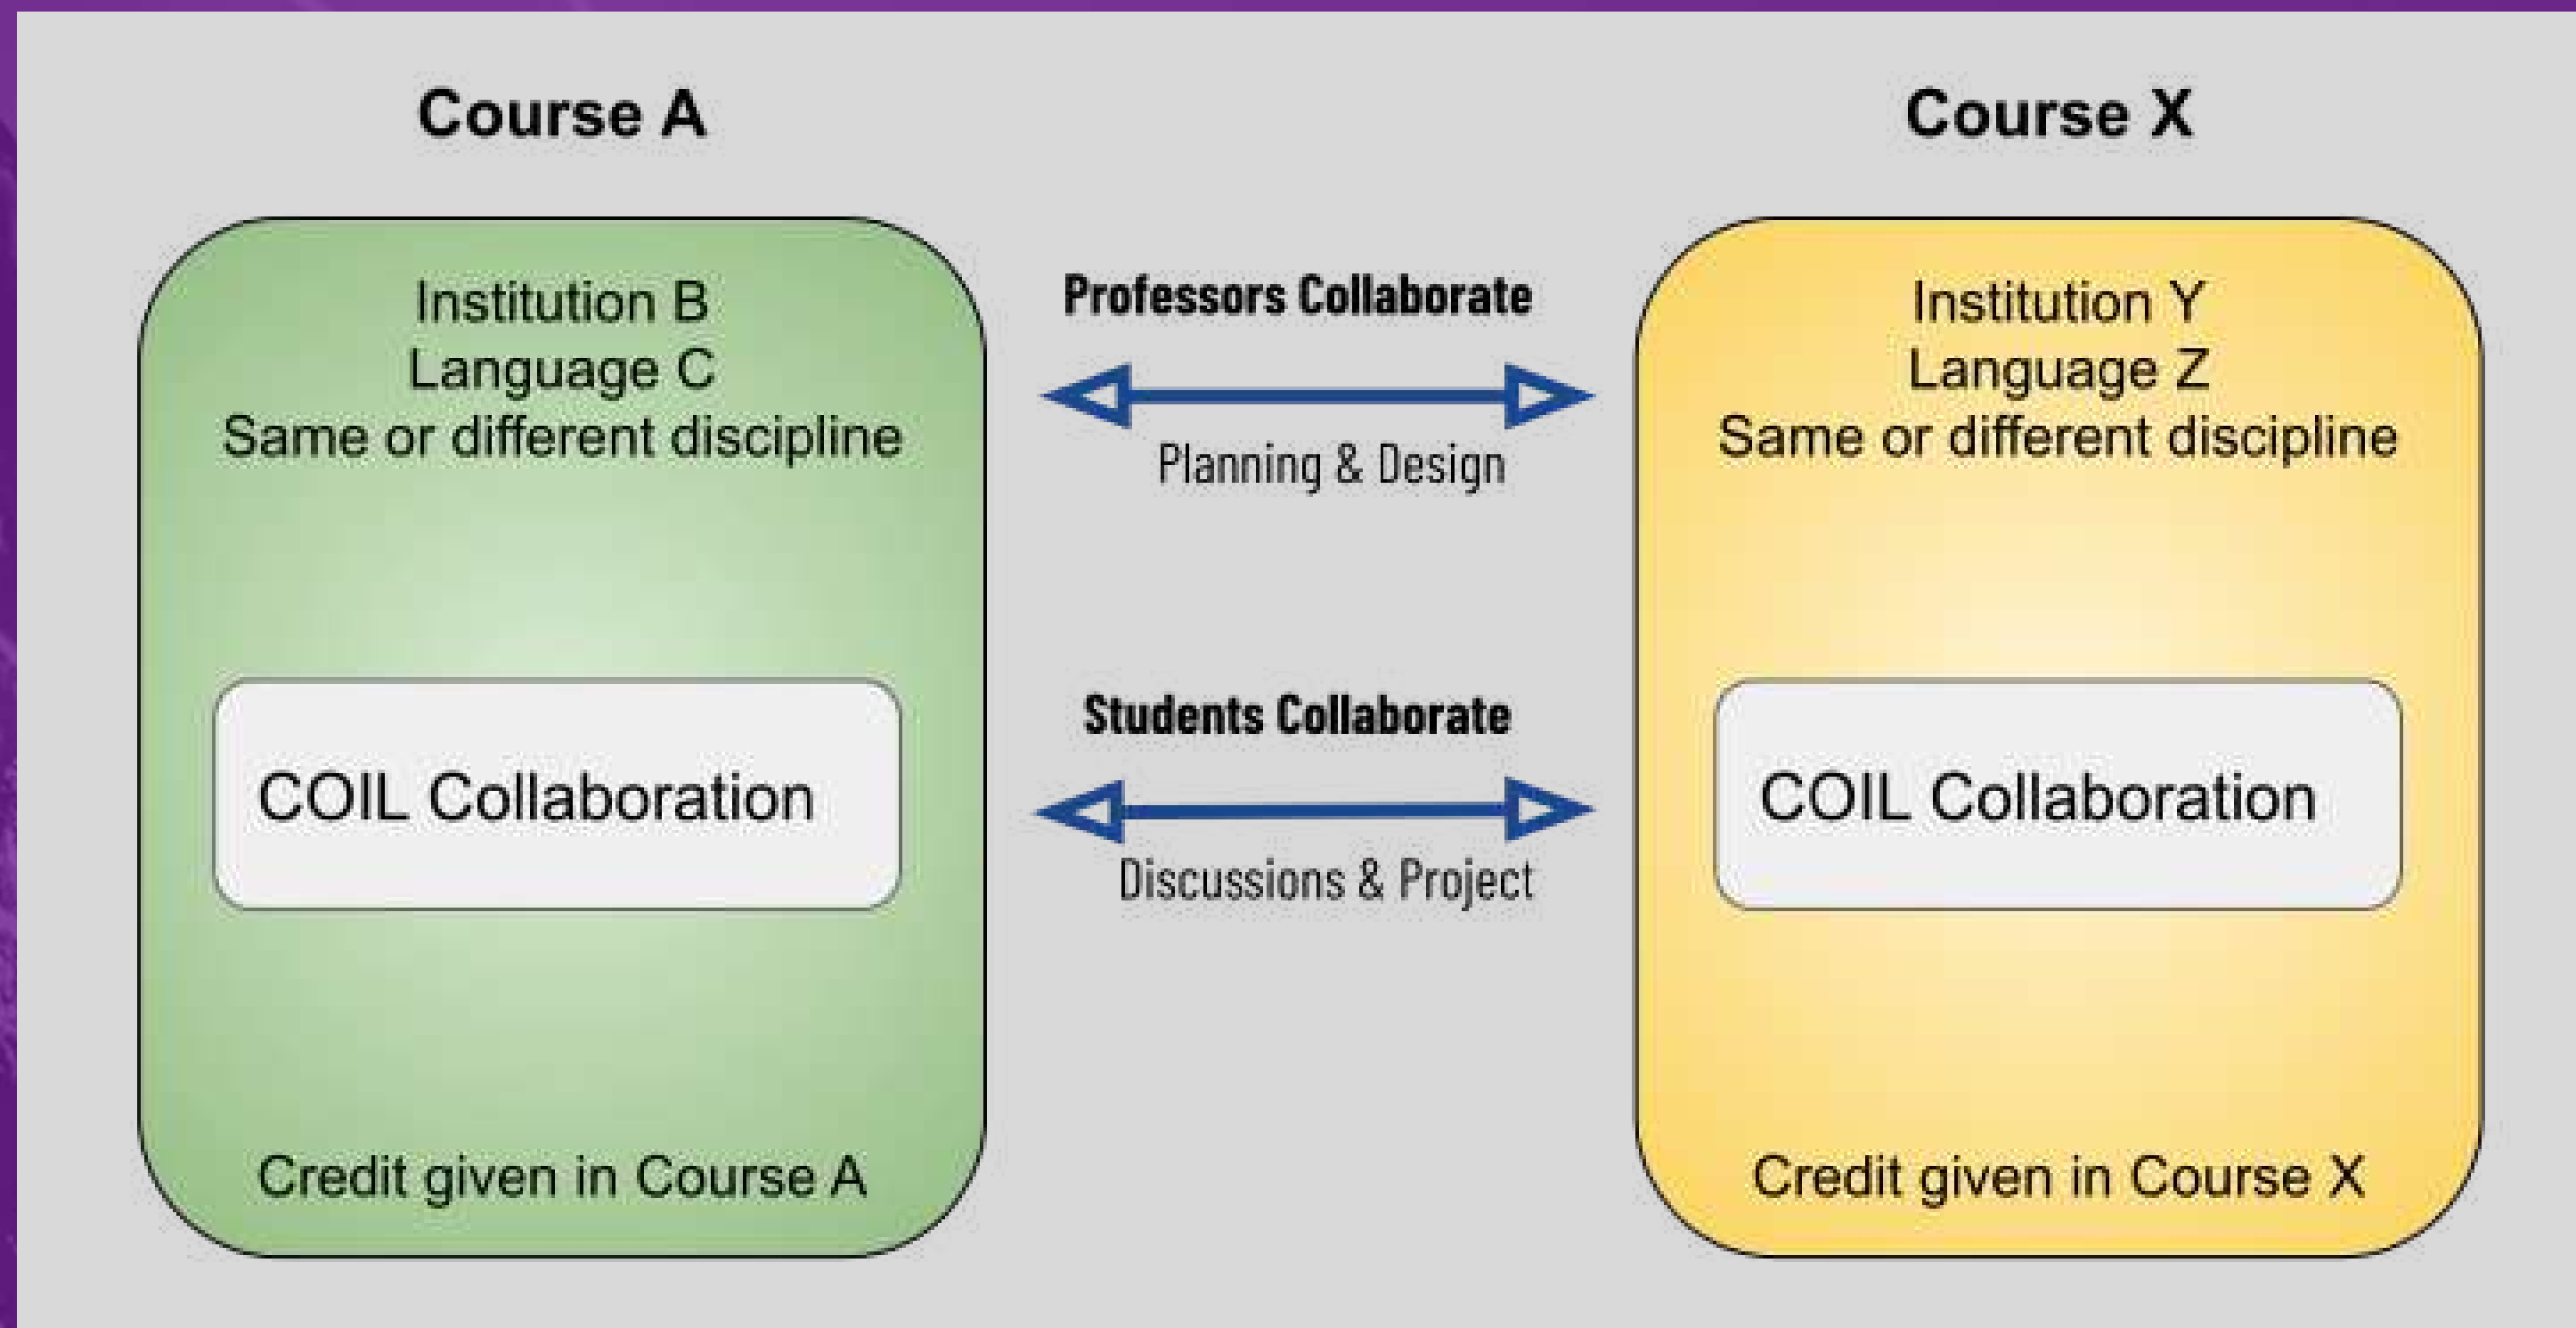 Course A
Institution B
Language C
Same or different discipline
COIL Collaboration
Credit given in Course A
Professors Collaborate
Planning & Design
Students Collaborate
Discussions & Project
Course X
Institution Y
Language Z
Same or different discipline
COIL Collaboration
Credit given in Course X